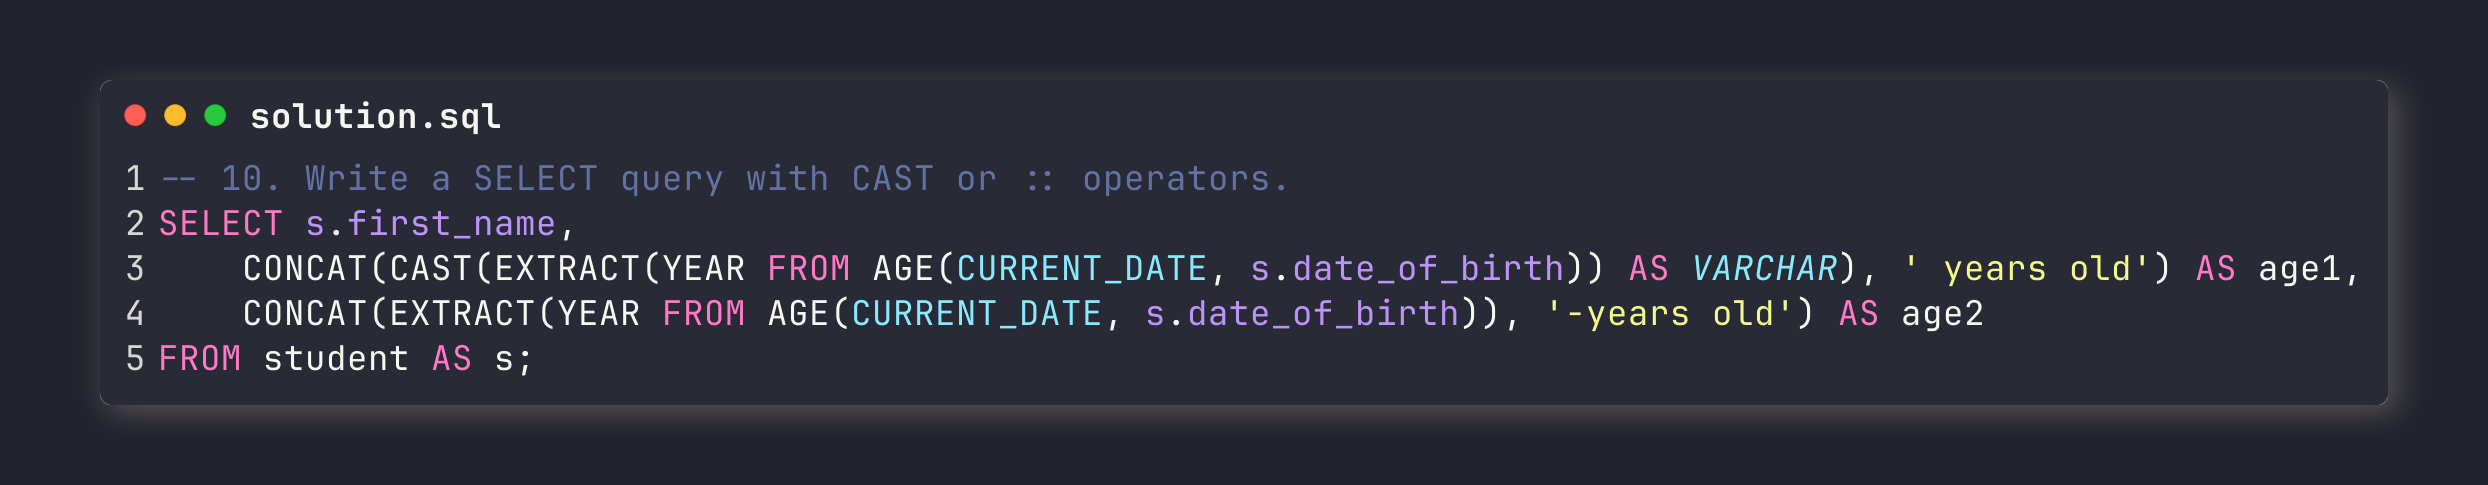 solution.sql
1 -- 10. Write a SELECT query with CAST or :: operators.
2 SELECT s.first_name,
3     CONCAT(CAST(EXTRACT(YEAR FROM AGE(CURRENT_DATE, s.date_of_birth)) AS VARCHAR), ' years old') AS age1,
4     CONCAT(EXTRACT(YEAR FROM AGE(CURRENT_DATE, s.date_of_birth)), '-years old') AS age2
5 FROM student AS s;